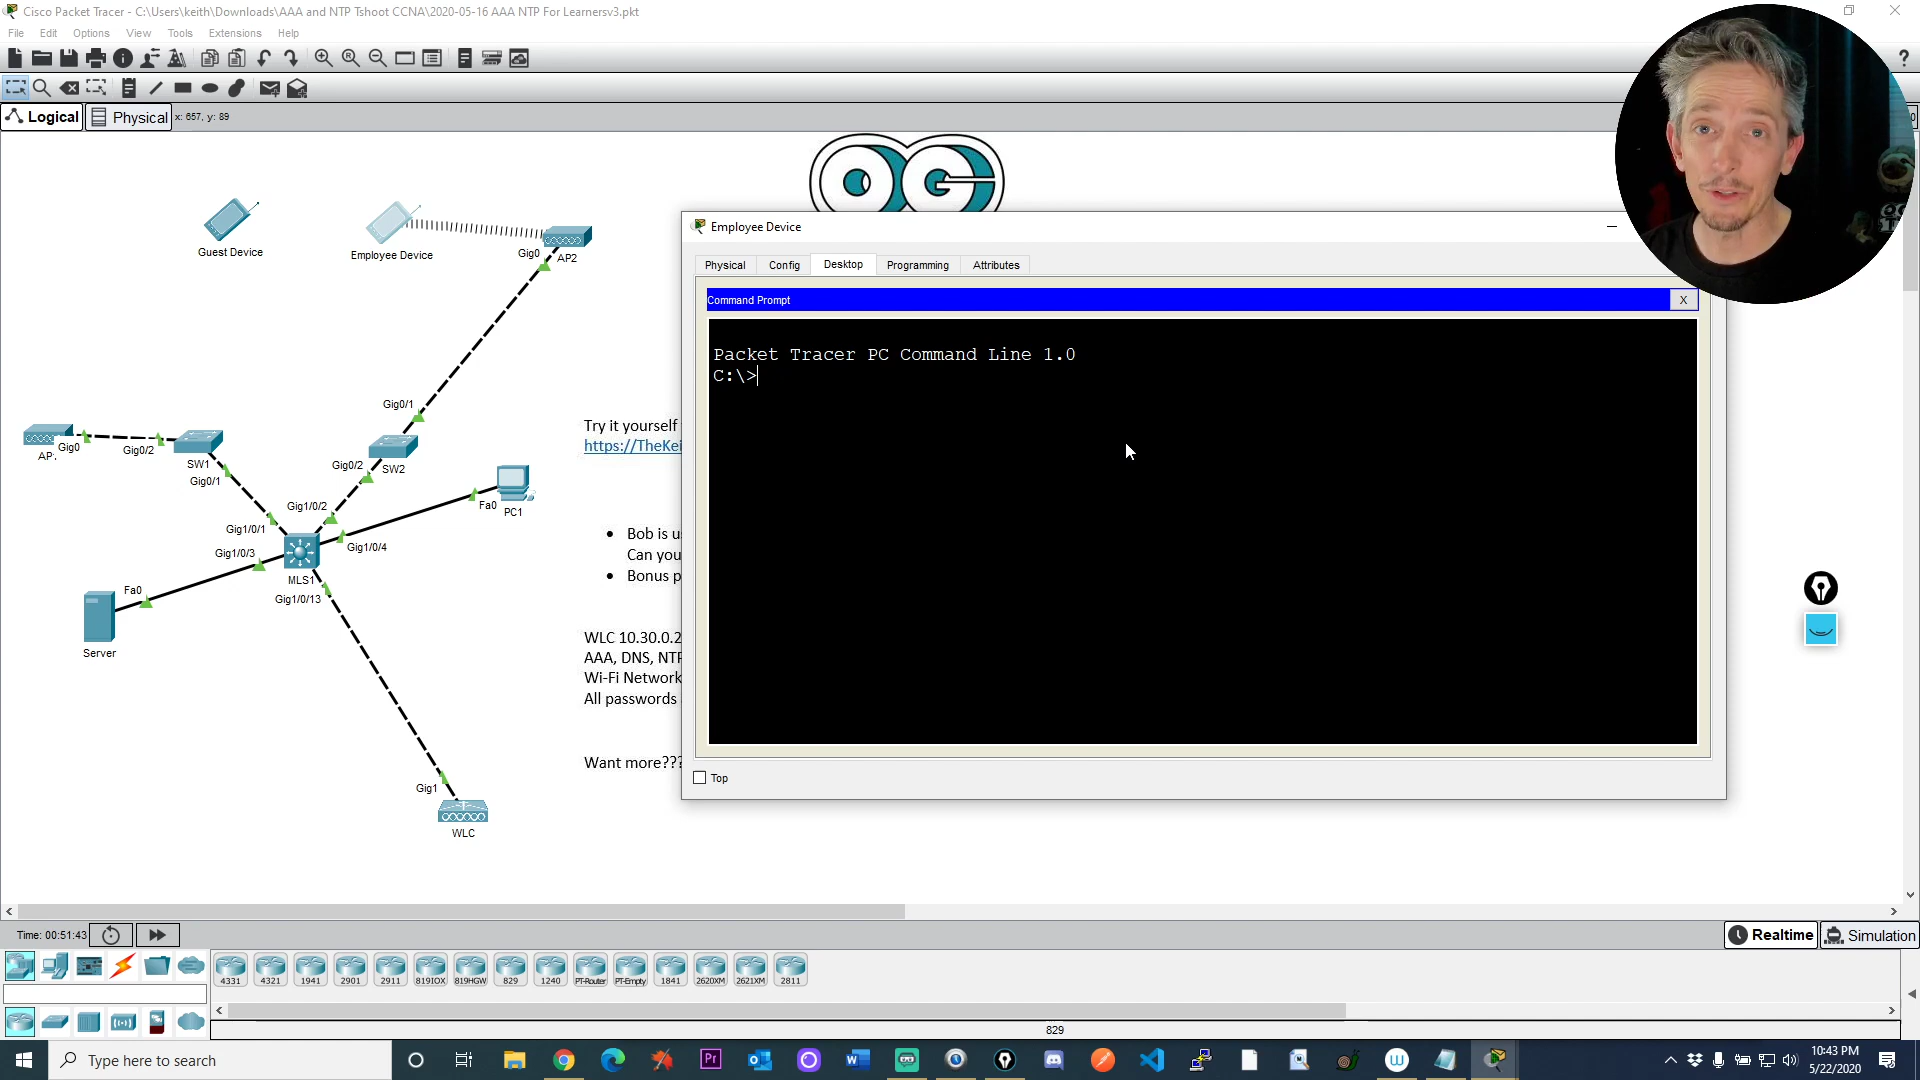 Cisco Packet Tracer - C:\Users\keith\Downloads\AAA and NTP Tshoot CCNA\2020-05-16 AAA NTP For Learnersv3.pkt
File Edit Options View Tools Extensions Help
?
Logical Physical x: 657, y: 89
OG
Guest Device
Employee Device
Gig0
AP2
Gig0/1
Gig0
AP
Gig0/2
SW1
Gig0/1
Gig0/2
SW2
Gig1/0/2
Fa0
PC1
Gig1/0/1
Gig1/0/3
Gig1/0/4
MLS1
Gig1/0/13
Fa0
Server
Gig1
WLC
Try it yourself
https://TheKei
Bob is u
Can you
Bonus p
WLC 10.30.0.2
AAA, DNS, NTP
Wi-Fi Network
All passwords
Want more???
Employee Device
Physical Config Desktop Programming Attributes
Command Prompt X
Packet Tracer PC Command Line 1.0
C:\>
Top
Time: 00:51:43
Realtime Simulation
4331 4321 1941 2901 2911 819IOX 819HGW 829 1240 PT-Router PT-Empty 1841 2620XM 2621XM 2811
829
Type here to search
Pr
10:43 PM
5/22/2020